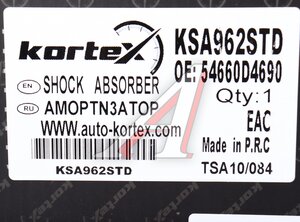 kortex
KSA962STD
OE: 54660D4690
EN SHOCK ABSORBER
Qty: 1
RU AMOPTN3ATOP
EAC
www.auto-kortex.com
Made in P.R.C
KSA962STD
TSA10/084